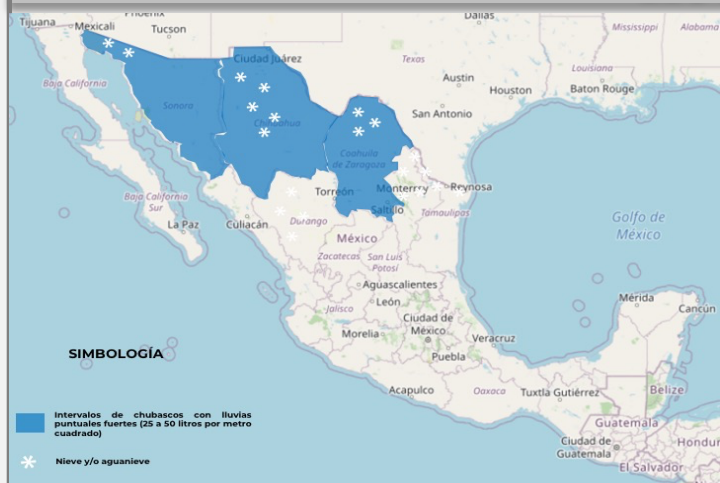 Phoenix
Dallas
Tijuana
Mexicali
Tucson
Mississippi
Alabama
Ciudad Juárez
Texas
Louisiana
Baja California
Austin
Houston
Baton Rouge
Sonora
San Antonio
Chihuahua
Coahuila
de Zaragoza
Baja California
Sur
Torreón
Monterrey
Reynosa
La Paz
Culiacán
Durango
Saltillo
Tamaulipas
Golfo de
México
México
Zacatecas
San Luis
Potosí
Aguascalientes
León
Mérida
Cancún
Jalisco
Ciudad de
México
Morelia
Veracruz
SIMBOLOGÍA
Puebla
Acapulco
Oaxaca
Tuxtla Gutiérrez
Belize
Intervalos de chubascos con lluvias
puntuales fuertes (25 a 50 litros por metro
cuadrado)
Guatemala
Ciudad de
Guatemala
Hondur
El Salvador
Nieve y/o aguanieve